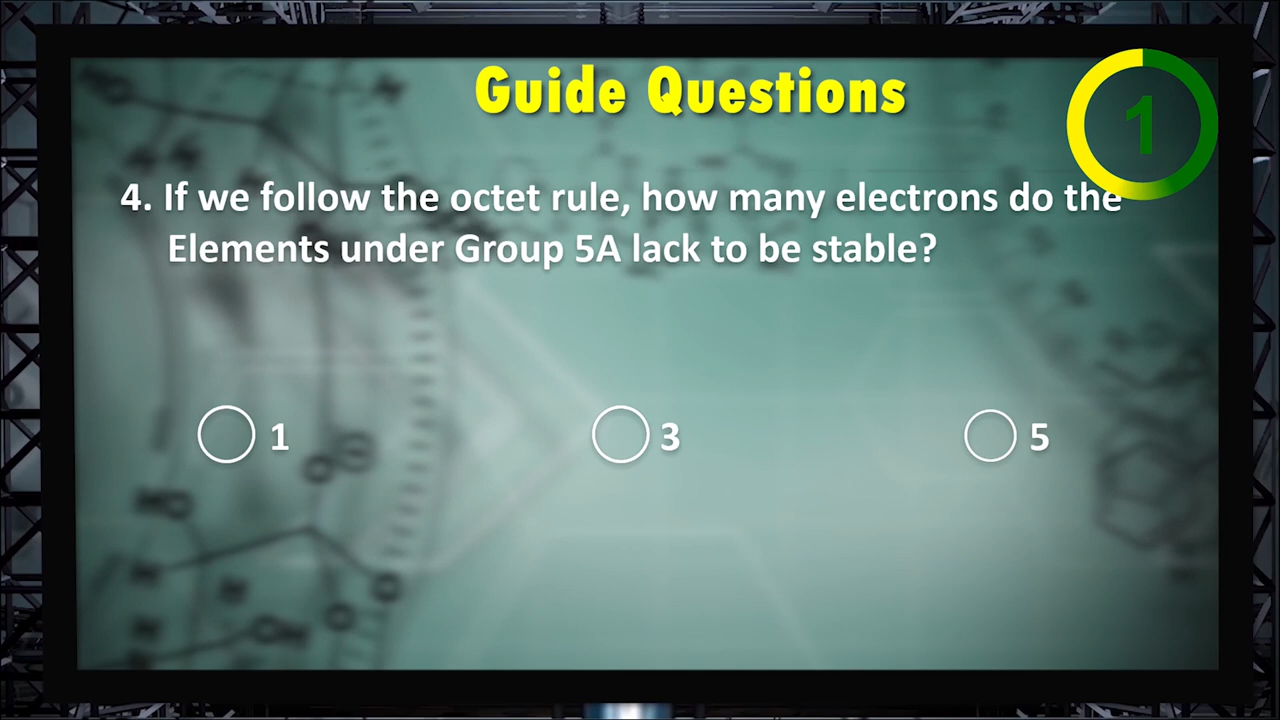 Guide Questions
1
4. If we follow the octet rule, how many electrons do the
Elements under Group 5A lack to be stable?
1
3
5